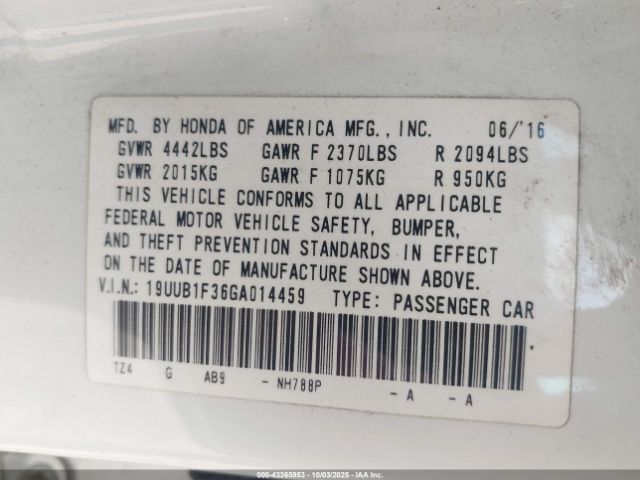 MFD. BY HONDA OF AMERICA MFG., INC. 06/'16
GVWR 4442LBS GAWR F 2370LBS R 2094LBS
GVWR 2015KG GAWR F 1075KG R 950KG
THIS VEHICLE CONFORMS TO ALL APPLICABLE
FEDERAL MOTOR VEHICLE SAFETY, BUMPER,
AND THEFT PREVENTION STANDARDS IN EFFECT
ON THE DATE OF MANUFACTURE SHOWN ABOVE.
V.I.N.: 19UUB1F36GA014459 TYPE: PASSENGER CAR
TZ4 G AB9 - NH788P - A - A
000-43365953 - 10/03/2025 - IAA Inc.